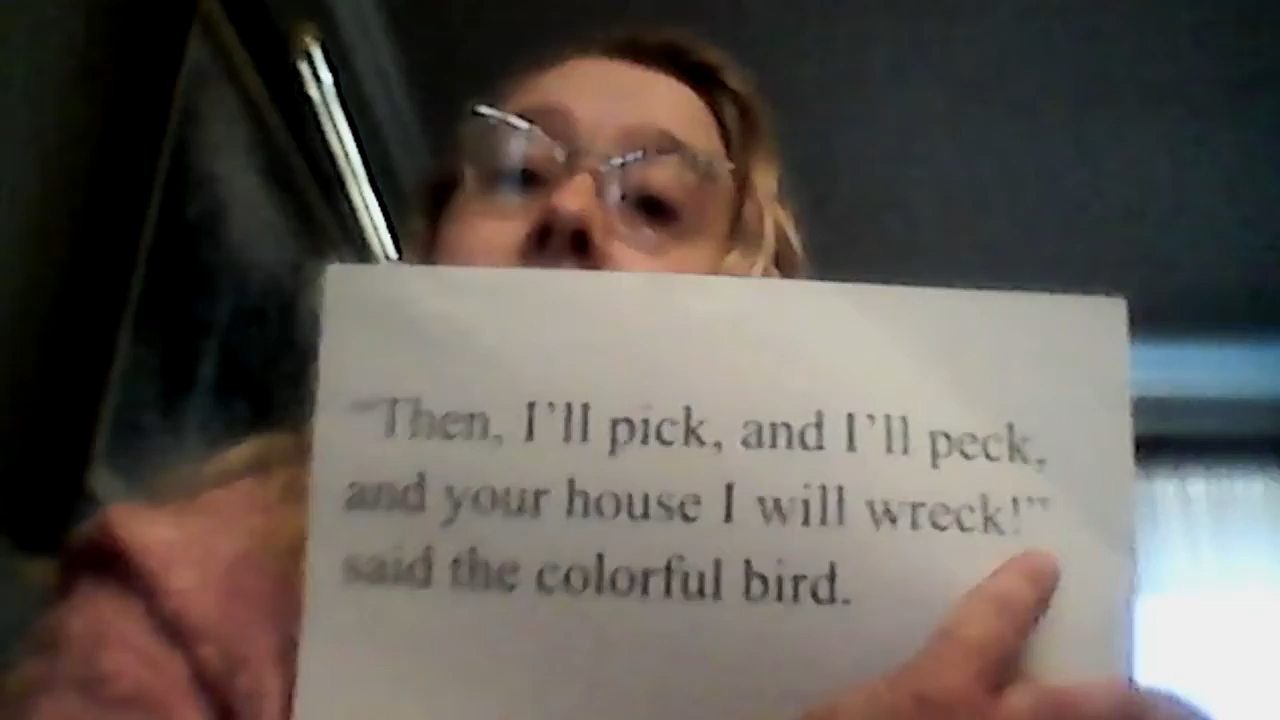 “Then, I’ll pick, and I’ll peck,
and your house I will wreck!”
said the colorful bird.